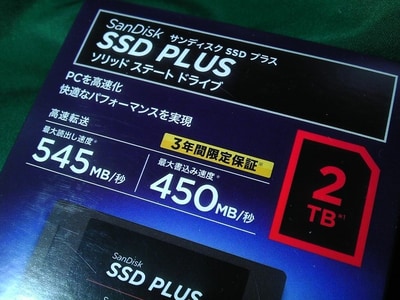 SanDisk サンディスク SSD プラス
SSD PLUS
ソリッド ステート ドライブ
PCを高速化
快適なパフォーマンスを実現
高速転送
3年間限定保証*
最大読出し速度*
545MB/秒
最大書込み速度*
450MB/秒
2
TB*¹
SanDisk
SSD PLUS